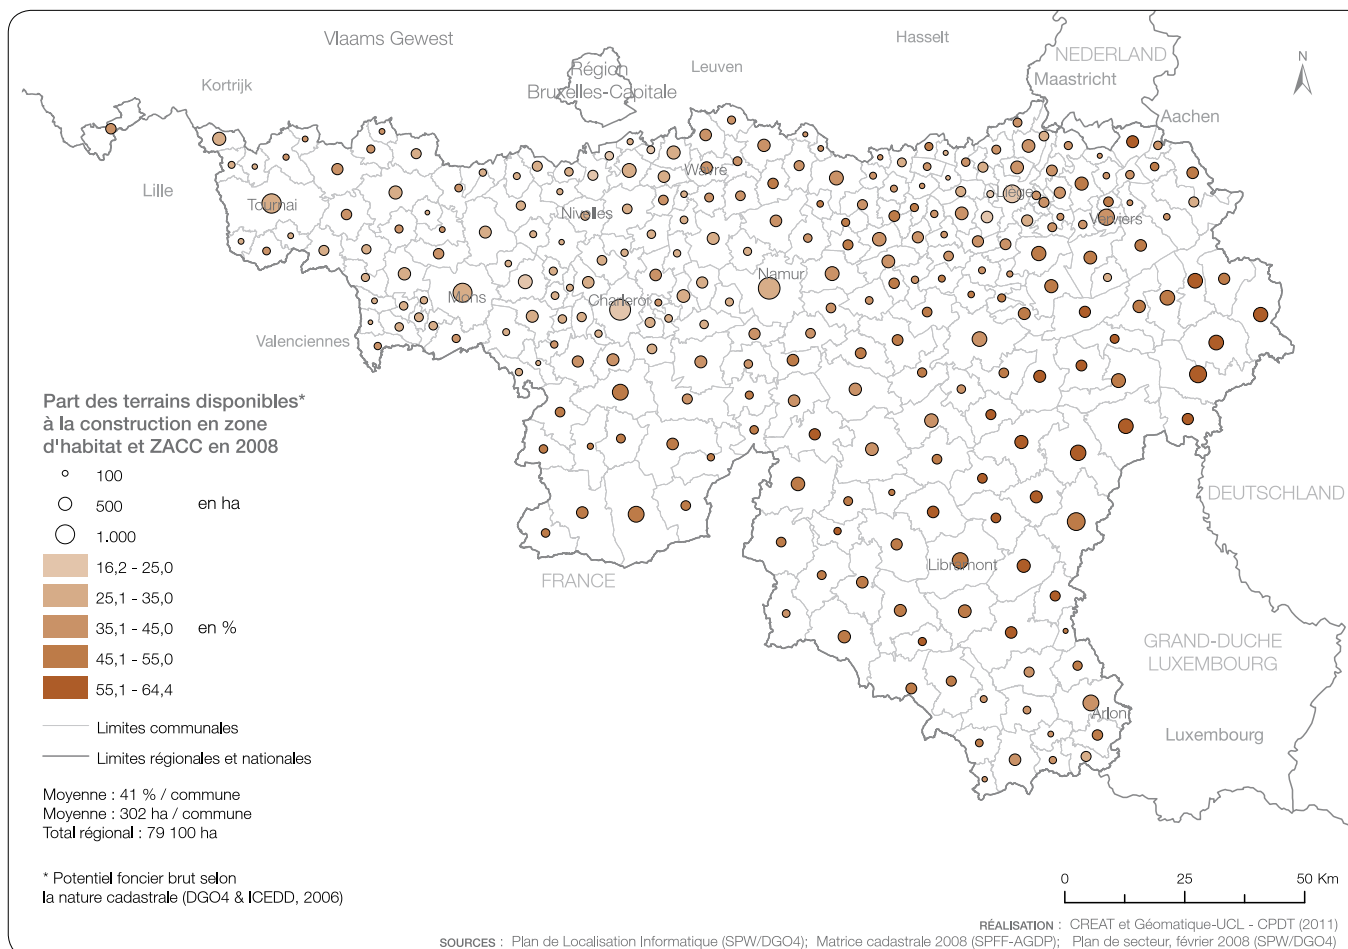 Vlaams Gewest
Hasselt
NEDERLAND
Maastricht
N
Région
Bruxelles-Capitale
Leuven
Kortrijk
Aachen
Lille
Wavre
Liège
Tournai
Nivelles
Verviers
Namur
Mons
Charleroi
Valenciennes
Part des terrains disponibles*
à la construction en zone
d'habitat et ZACC en 2008
100
500 en ha
1.000
16,2 - 25,0
25,1 - 35,0
35,1 - 45,0 en %
45,1 - 55,0
55,1 - 64,4
Limites communales
Limites régionales et nationales
Moyenne : 41 % / commune
Moyenne : 302 ha / commune
Total régional : 79 100 ha
* Potentiel foncier brut selon
la nature cadastrale (DGO4 & ICEDD, 2006)
DEUTSCHLAND
FRANCE
Libramont
GRAND-DUCHE
LUXEMBOURG
Arlon
Luxembourg
0 25 50 Km
RÉALISATION : CREAT et Géomatique-UCL - CPDT (2011)
SOURCES : Plan de Localisation Informatique (SPW/DGO4); Matrice cadastrale 2008 (SPFF-AGDP); Plan de secteur, février 2008 (SPW/DGO4)